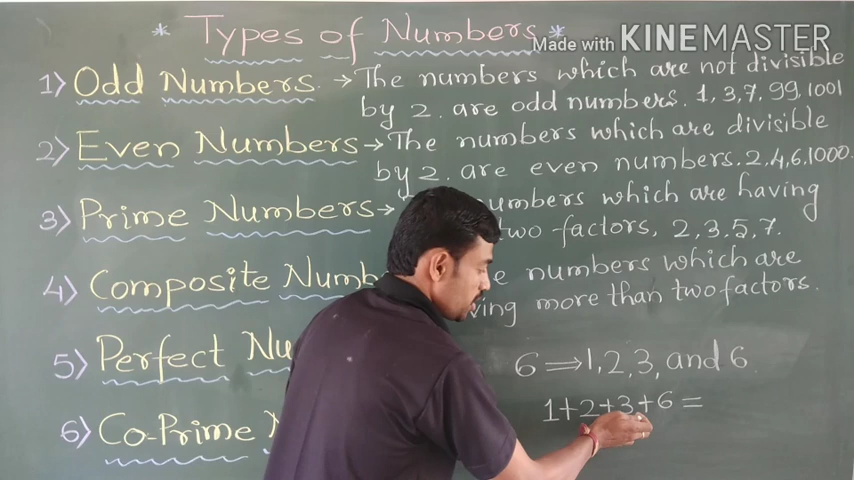 * Types of Numbers *
Made with KINEMASTER
1) Odd Numbers. → The numbers which are not divisible
by 2. are odd numbers. 1, 3, 7, 99, 1001
2) Even Numbers → The numbers which are divisible
by 2. are even numbers. 2, 4, 6, 1000.
3) Prime Numbers → numbers which are having
two factors, 2, 3, 5, 7.
4) Composite numbers which are
more than two factors.
5) Perfect
6 ⟹ 1, 2, 3, and 6
1+2+3+6 =
6) Co-Prime